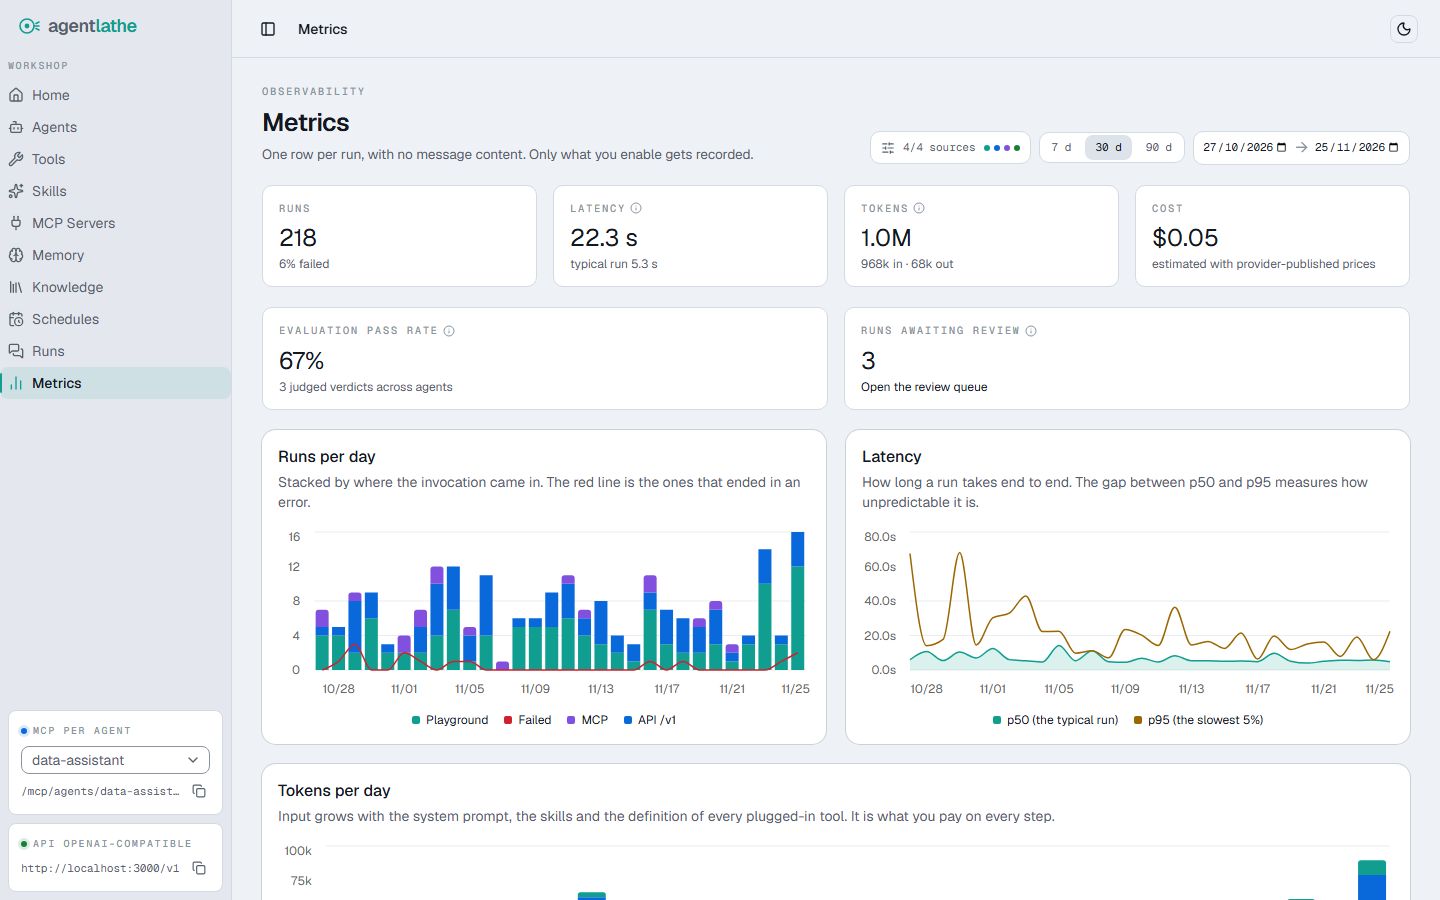 agentlathe
WORKSHOP
Home
Agents
Tools
Skills
MCP Servers
Memory
Knowledge
Schedules
Runs
Metrics
MCP PER AGENT
data-assistant
/mcp/agents/data-assist…
API OPENAI-COMPATIBLE
http://localhost:3000/v1
Metrics
OBSERVABILITY
Metrics
One row per run, with no message content. Only what you enable gets recorded.
4/4 sources
7 d
30 d
90 d
27/10/2026
25/11/2026
RUNS
218
6% failed
LATENCY
22.3 s
typical run 5.3 s
TOKENS
1.0M
968k in · 68k out
COST
$0.05
estimated with provider-published prices
EVALUATION PASS RATE
67%
3 judged verdicts across agents
RUNS AWAITING REVIEW
3
Open the review queue
Runs per day
Stacked by where the invocation came in. The red line is the ones that ended in an
error.
16
12
8
4
0
10/28
11/01
11/05
11/09
11/13
11/17
11/21
11/25
Playground
Failed
MCP
API /v1
Latency
How long a run takes end to end. The gap between p50 and p95 measures how
unpredictable it is.
80.0s
60.0s
40.0s
20.0s
0.0s
10/28
11/01
11/05
11/09
11/13
11/17
11/21
11/25
p50 (the typical run)
p95 (the slowest 5%)
Tokens per day
Input grows with the system prompt, the skills and the definition of every plugged-in tool. It is what you pay on every step.
100k
75k